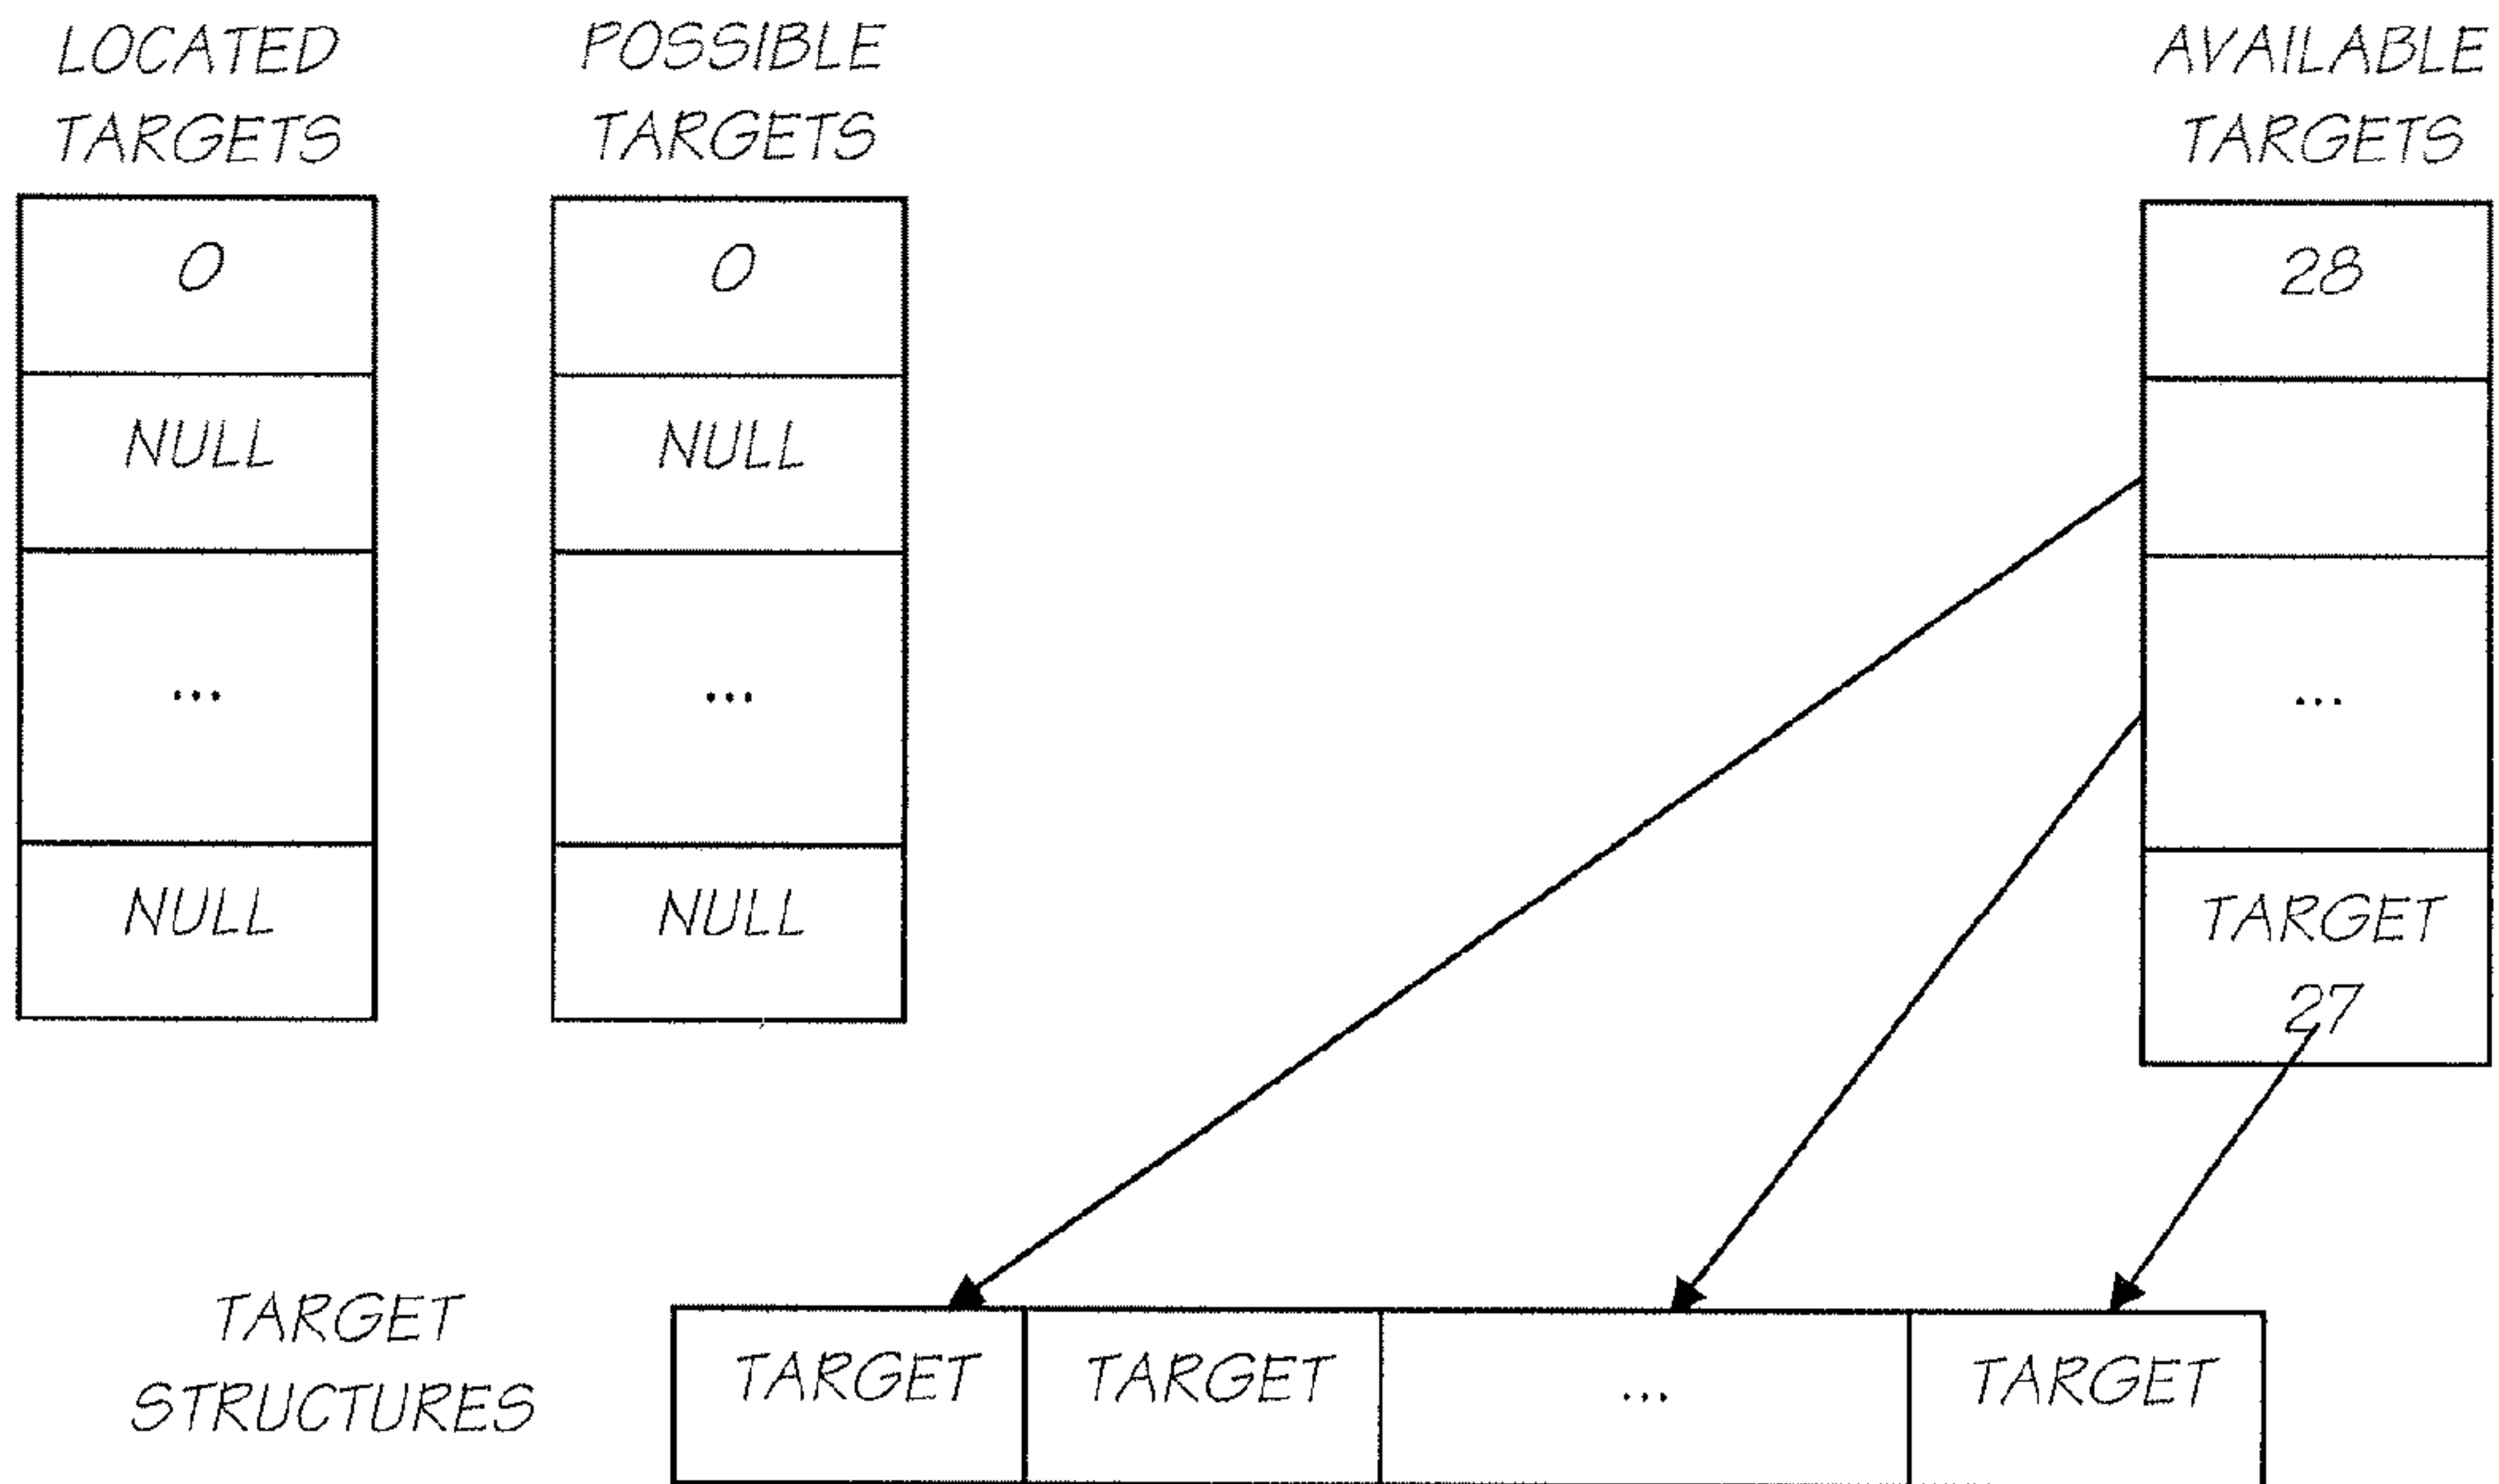 LOCATED
TARGETS
POSSIBLE
TARGETS
AVAILABLE
TARGETS
0
NULL
...
NULL
0
NULL
...
NULL
28
...
TARGET
27
TARGET
STRUCTURES
TARGET
TARGET
...
TARGET